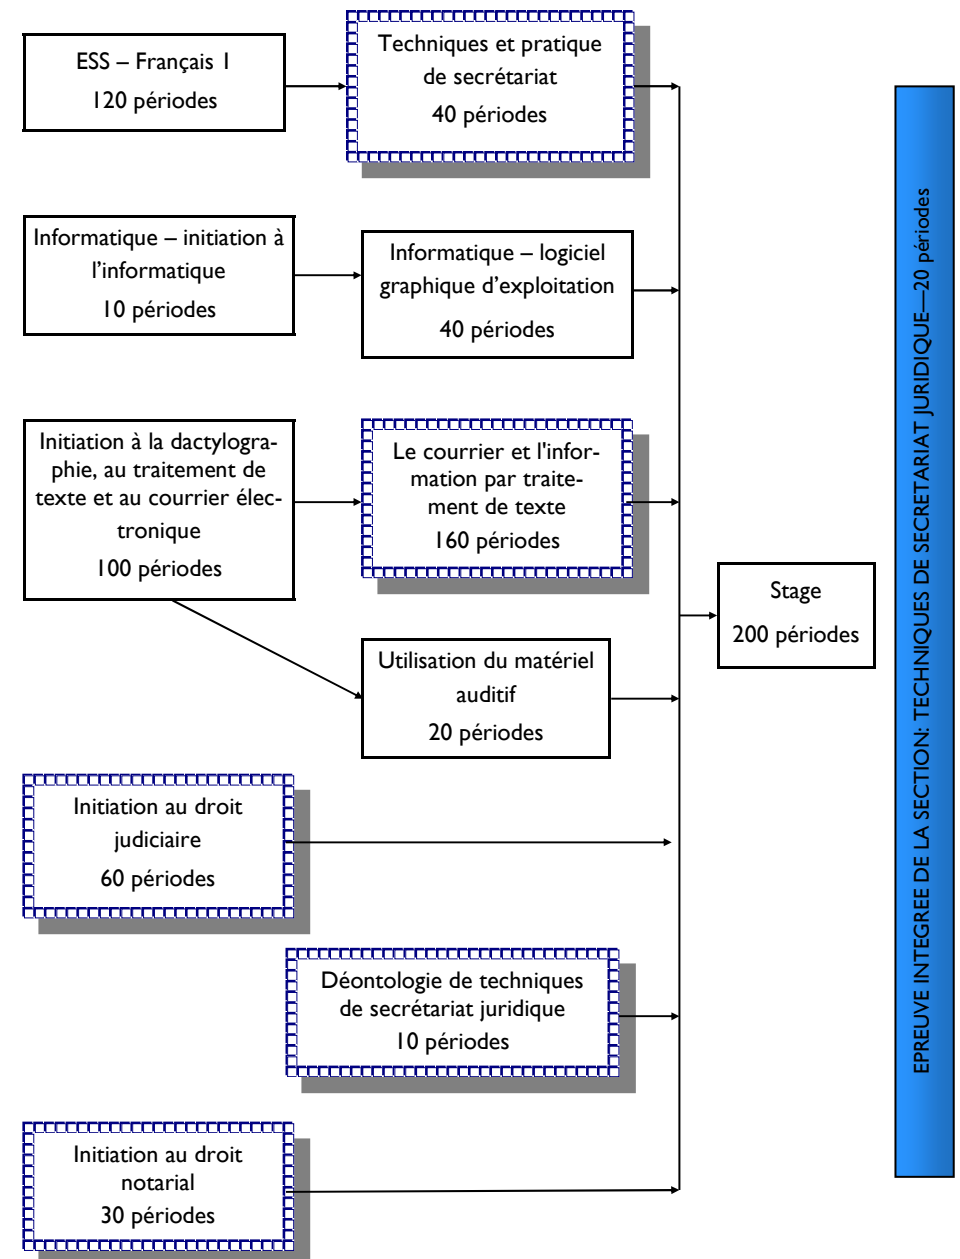 ESS – Français 1
120 périodes
Techniques et pratique
de secrétariat
40 périodes
Informatique – initiation à
l'informatique
10 périodes
Informatique – logiciel
graphique d'exploitation
40 périodes
Initiation à la dactylogra-
phie, au traitement de
texte et au courrier élec-
tronique
100 périodes
Le courrier et l'infor-
mation par traite-
ment de texte
160 périodes
Stage
200 périodes
Utilisation du matériel
auditif
20 périodes
Initiation au droit
judiciaire
60 périodes
Déontologie de techniques
de secrétariat juridique
10 périodes
Initiation au droit
notarial
30 périodes
EPREUVE INTEGREE DE LA SECTION: TECHNIQUES DE SECRETARIAT JURIDIQUE—20 périodes